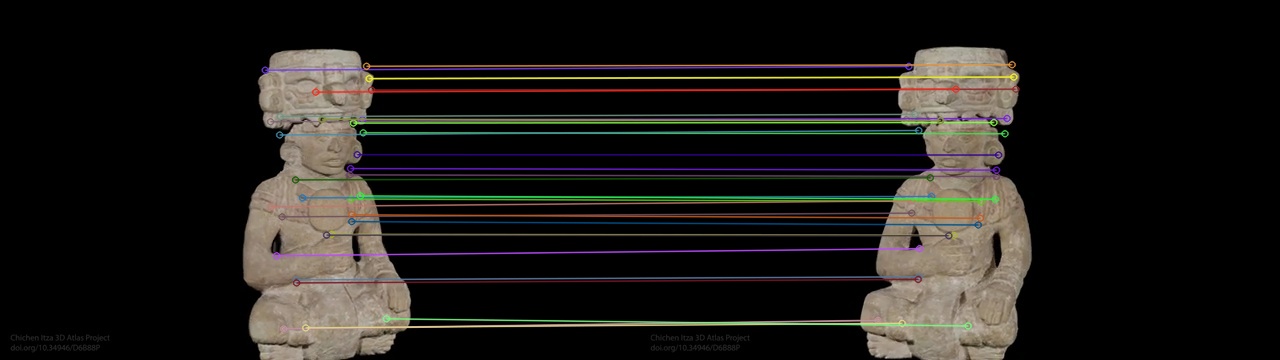 Chichen Itza 3D Atlas Project
doi.org/10.34946/D6B88P
Chichen Itza 3D Atlas Project
doi.org/10.34946/D6B88P